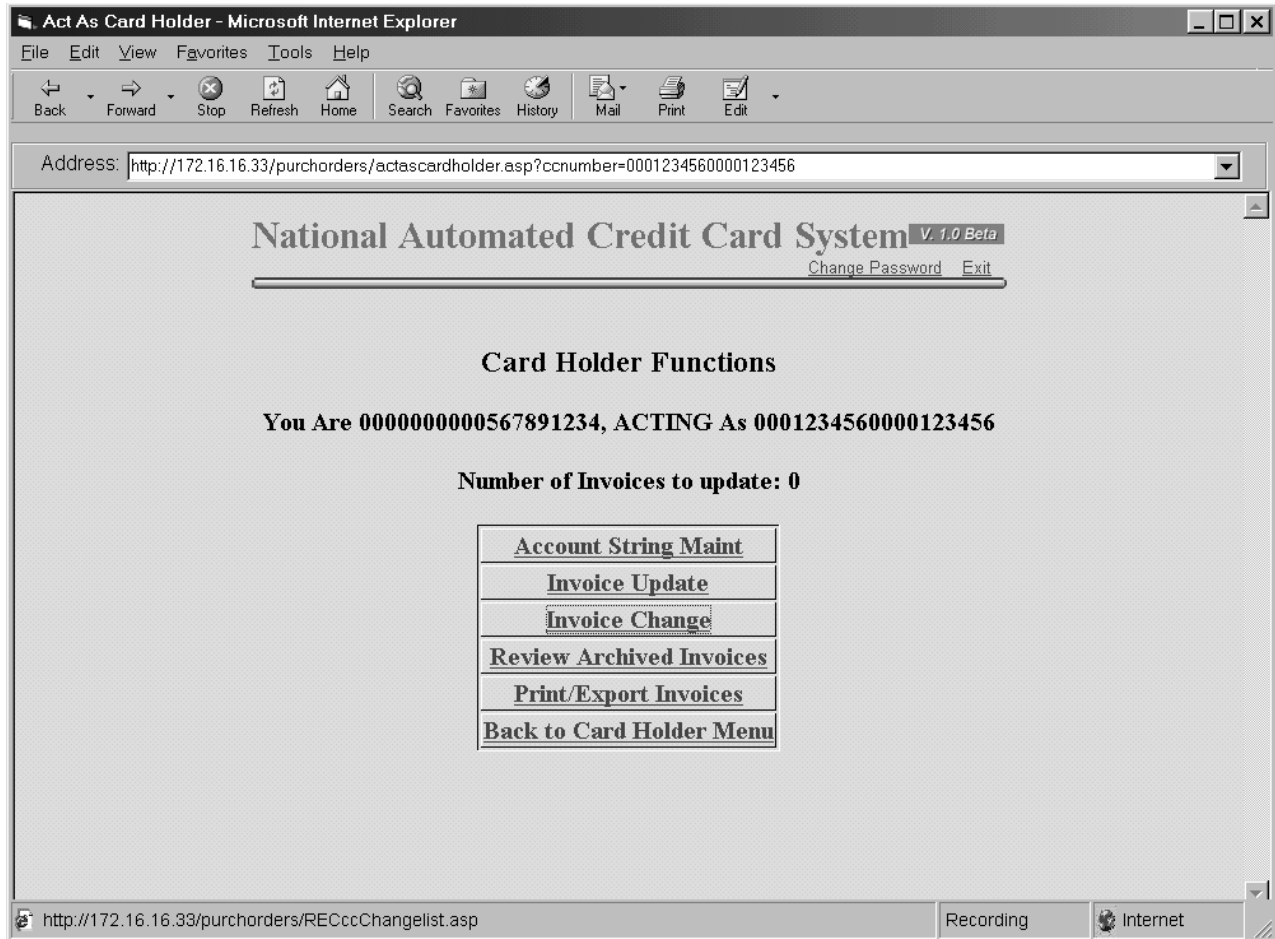 Act As Card Holder - Microsoft Internet Explorer
File Edit View Favorites Tools Help
Back Forward Stop Refresh Home Search Favorites History Mail Print Edit
Address: http://172.16.16.33/purchorders/actascardholder.asp?ccnumber=0001234560000123456
National Automated Credit Card System V. 1.0 Beta
Change Password Exit
Card Holder Functions
You Are 0000000000567891234, ACTING As 0001234560000123456
Number of Invoices to update: 0
Account String Maint
Invoice Update
Invoice Change
Review Archived Invoices
Print/Export Invoices
Back to Card Holder Menu
http://172.16.16.33/purchorders/RECccChangelist.asp Recording Internet